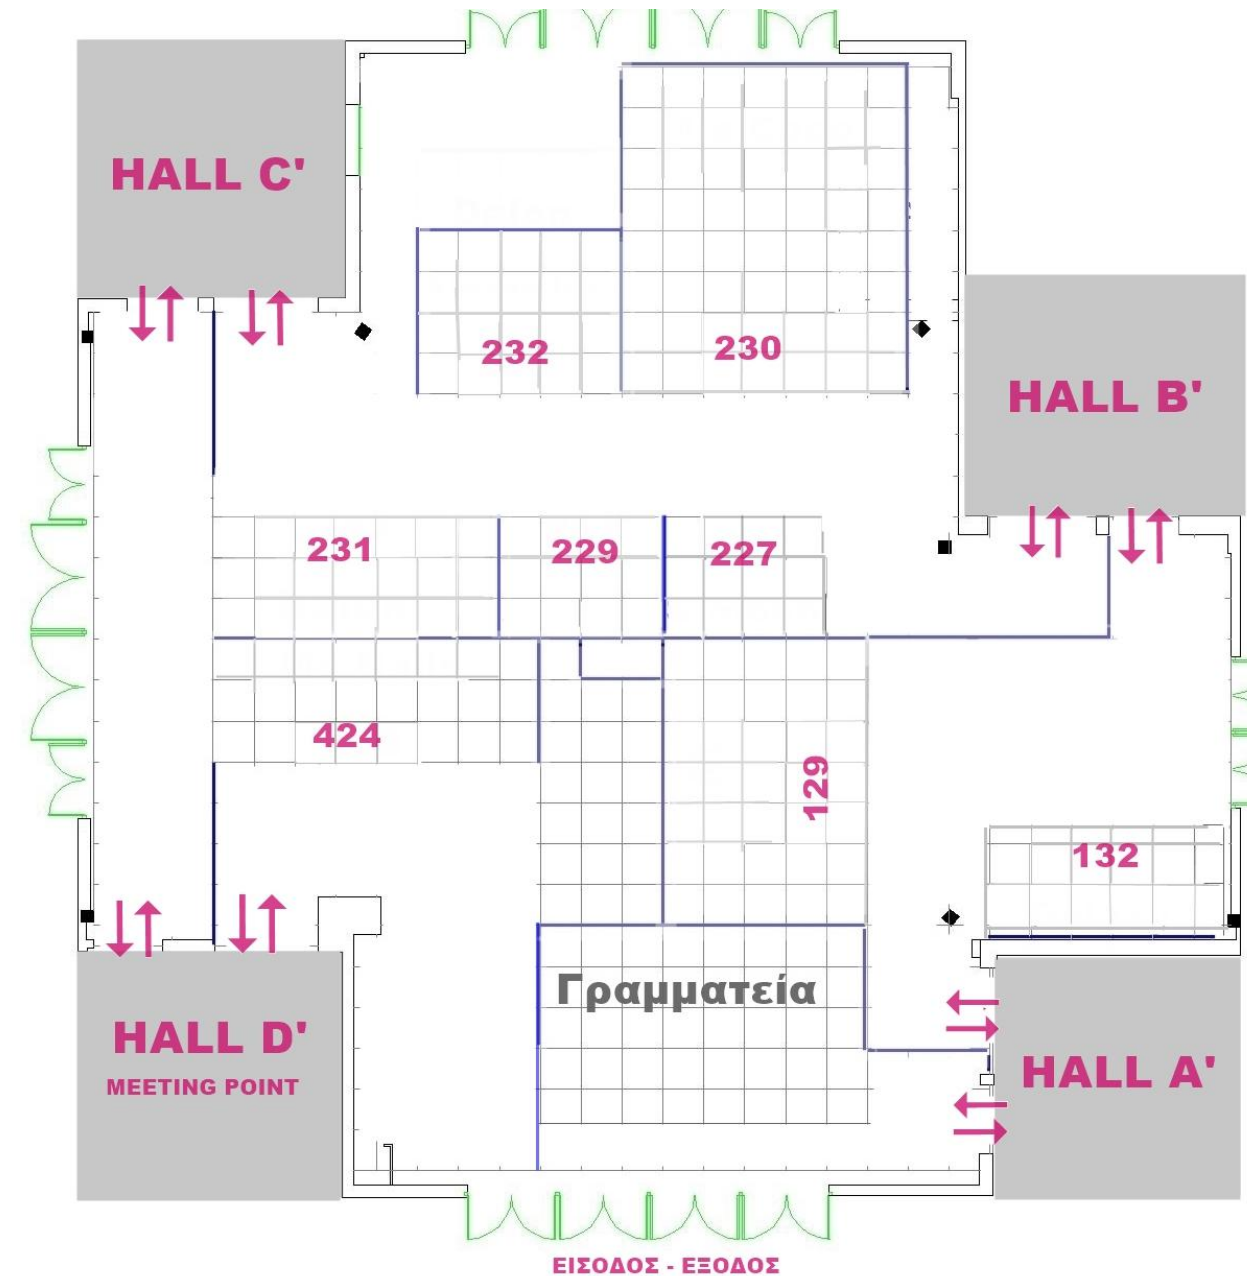 HALL C'
232
230
HALL B'
231
229
227
424
129
132
Γραμματεία
HALL D'
MEETING POINT
HALL A'
ΕΙΣΟΔΟΣ - ΕΞΟΔΟΣ